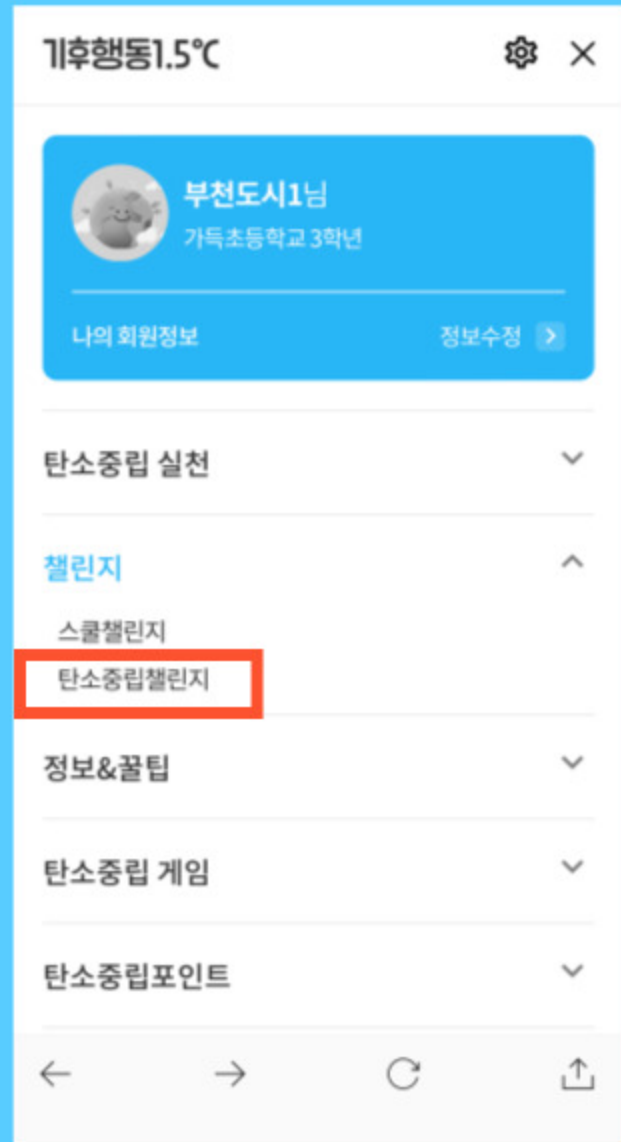 기후행동1.5℃
부천도시1님
가득초등학교 3학년
나의 회원정보 정보수정
탄소중립 실천
챌린지
스쿨챌린지
탄소중립챌린지
정보&꿀팁
탄소중립 게임
탄소중립포인트